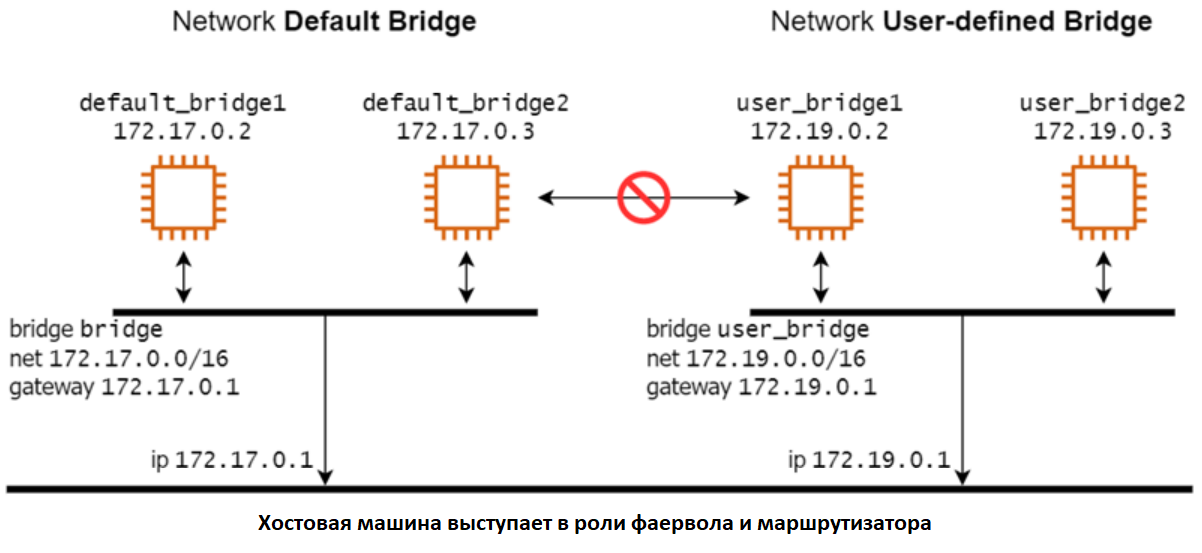 Network Default Bridge
Network User-defined Bridge
default_bridge1
172.17.0.2
default_bridge2
172.17.0.3
user_bridge1
172.19.0.2
user_bridge2
172.19.0.3
bridge bridge
net 172.17.0.0/16
gateway 172.17.0.1
bridge user_bridge
net 172.19.0.0/16
gateway 172.19.0.1
ip 172.17.0.1
ip 172.19.0.1
Хостовая машина выступает в роли фаервола и маршрутизатора